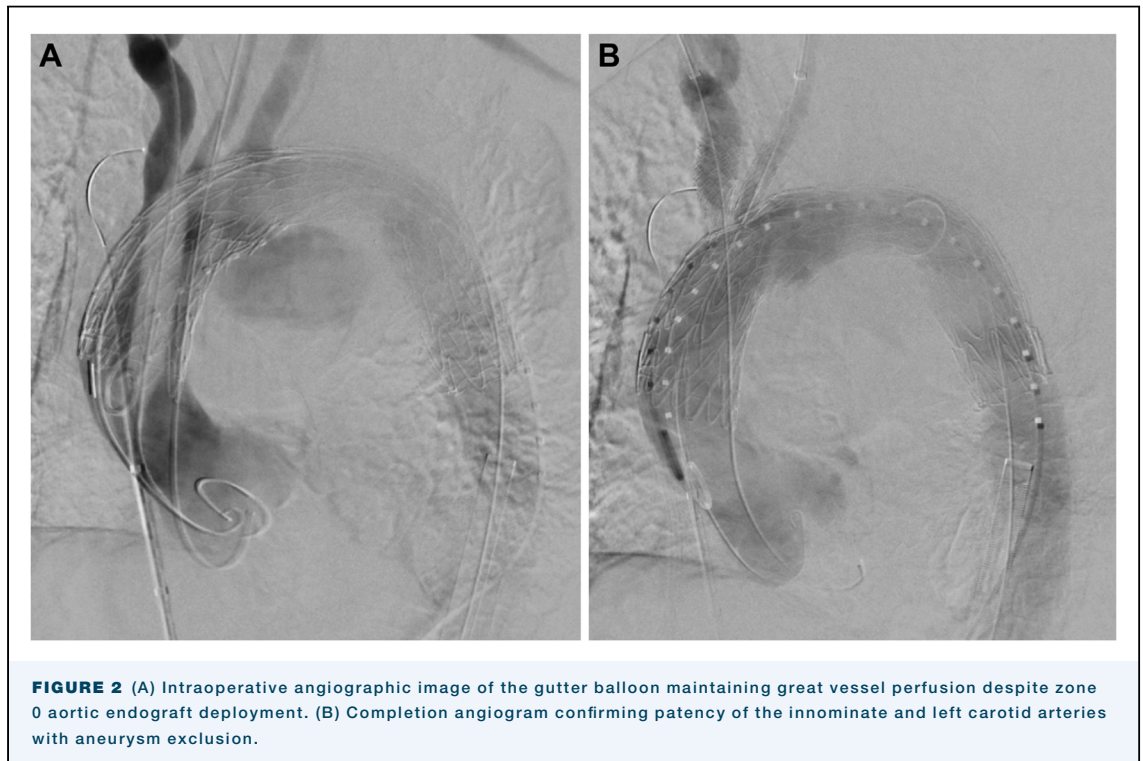 A
B
FIGURE 2 (A) Intraoperative angiographic image of the gutter balloon maintaining great vessel perfusion despite zone
0 aortic endograft deployment. (B) Completion angiogram confirming patency of the innominate and left carotid arteries
with aneurysm exclusion.